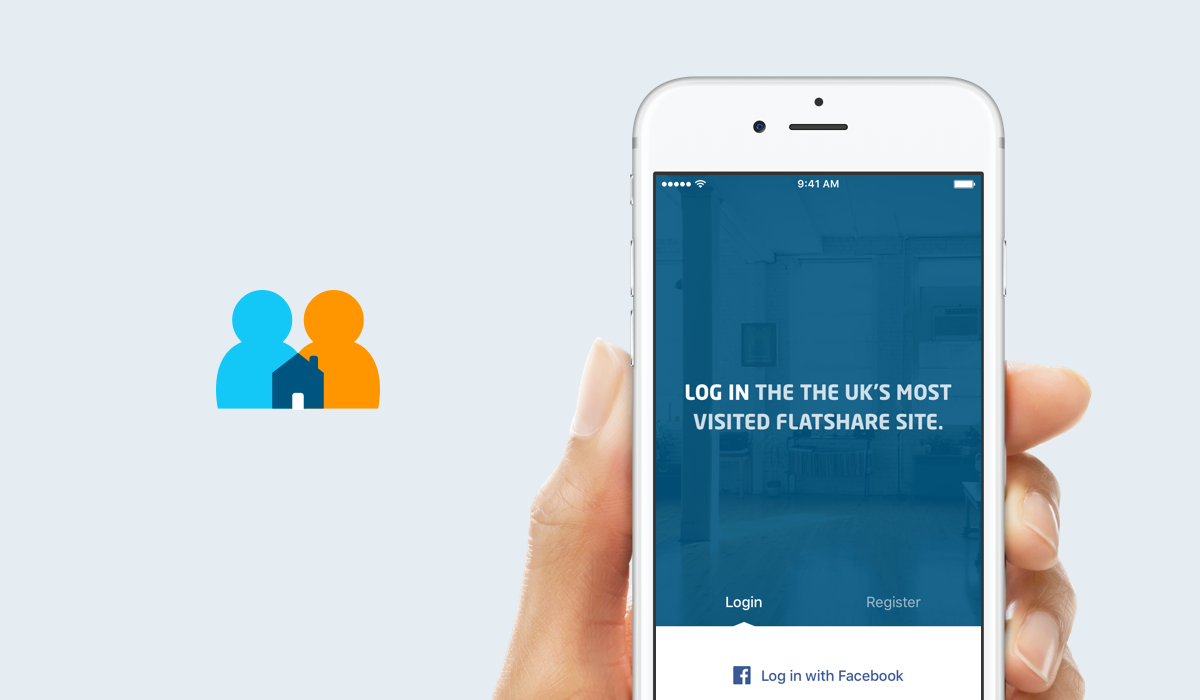 9:41 AM
LOG IN THE THE UK'S MOST
VISITED FLATSHARE SITE.
Login
Register
Log in with Facebook